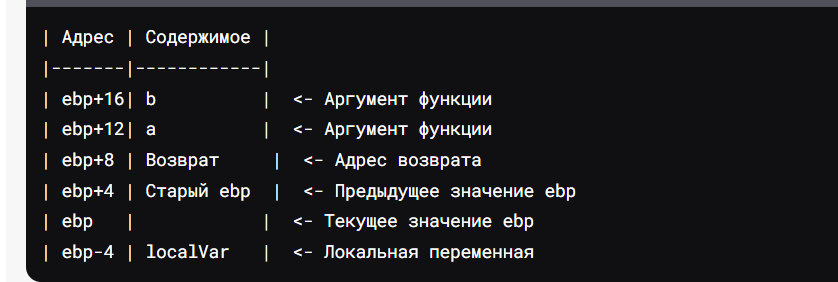 | Адрес | Содержимое |
|-------|------------|
| ebp+16| b          |  <- Аргумент функции
| ebp+12| a          |  <- Аргумент функции
| ebp+8 | Возврат     |  <- Адрес возврата
| ebp+4 | Старый ebp  |  <- Предыдущее значение ebp
| ebp   |            |  <- Текущее значение ebp
| ebp-4 | localVar   |  <- Локальная переменная